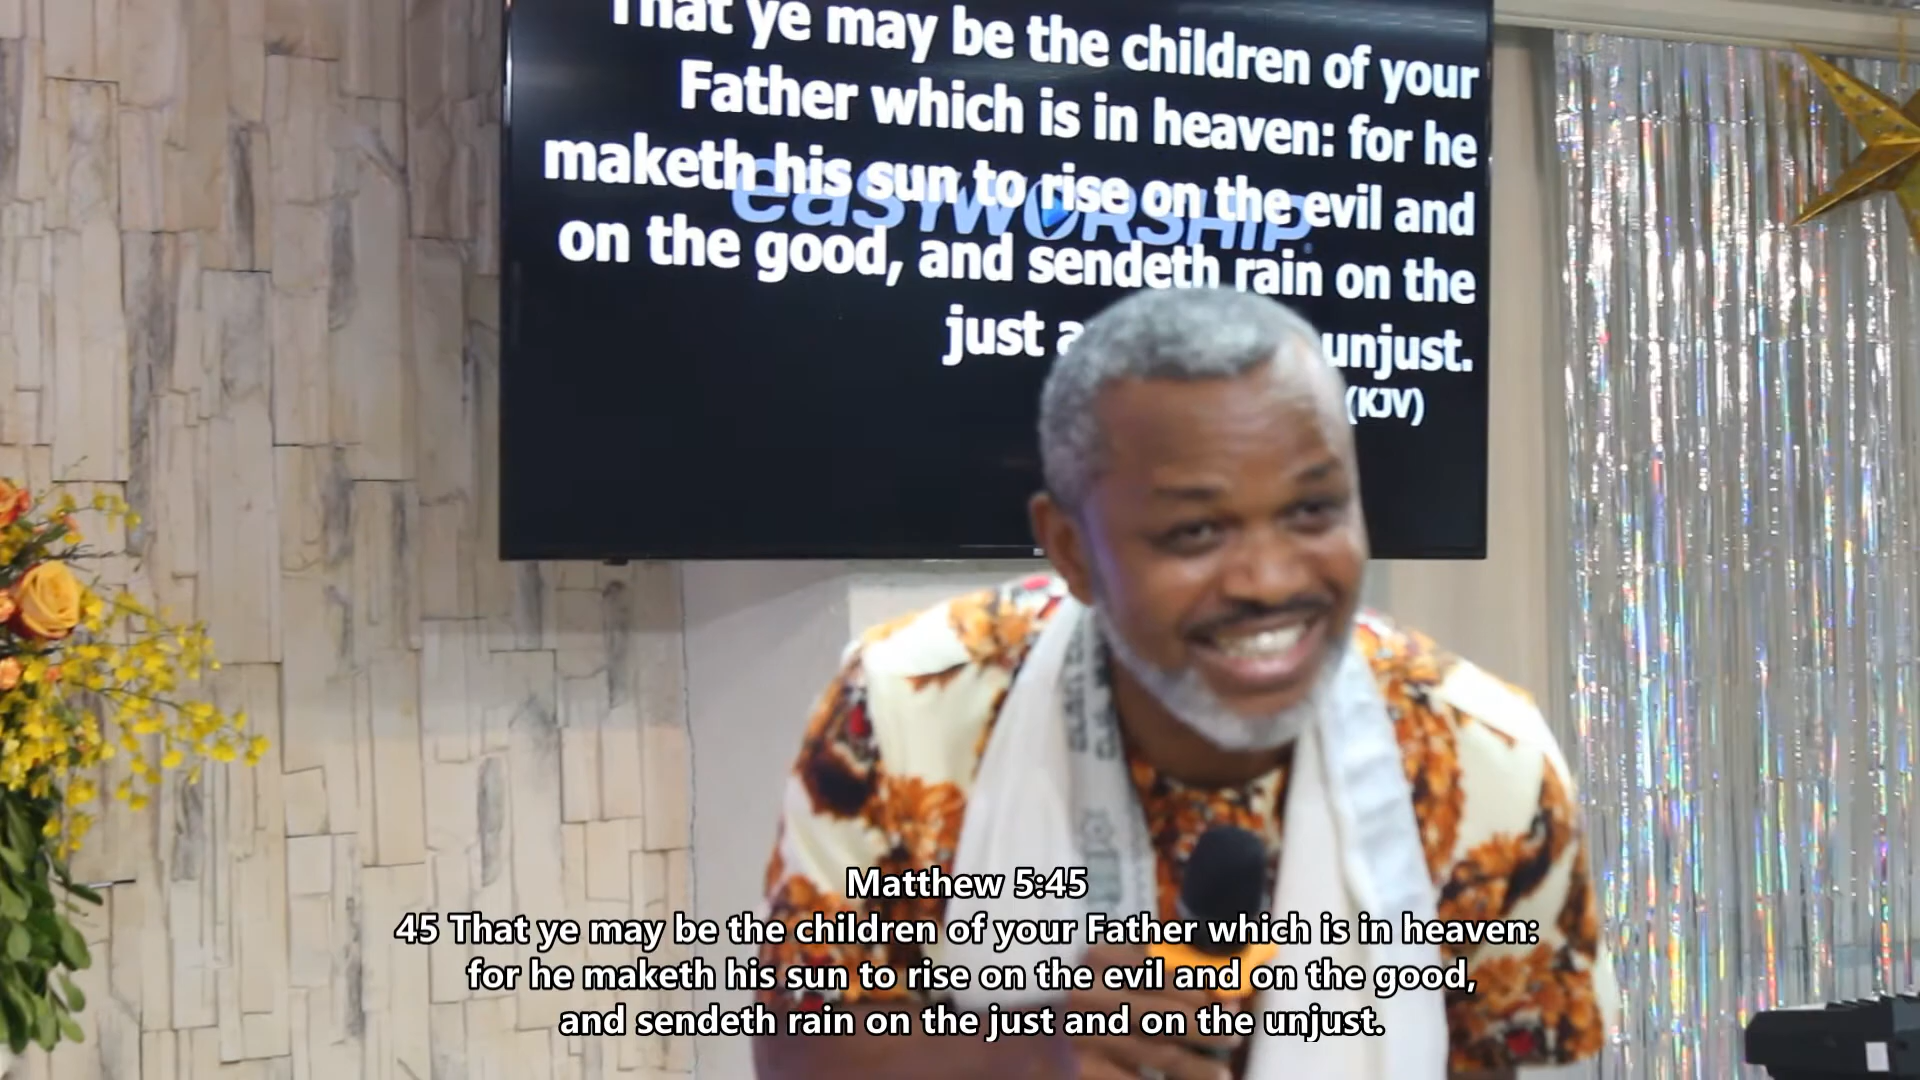 That ye may be the children of your
Father which is in heaven: for he
maketh his sun to rise on the evil and
easyWORSHIP
on the good, and sendeth rain on the
just a unjust.
(KJV)
Matthew 5:45
45 That ye may be the children of your Father which is in heaven:
for he maketh his sun to rise on the evil and on the good,
and sendeth rain on the just and on the unjust.